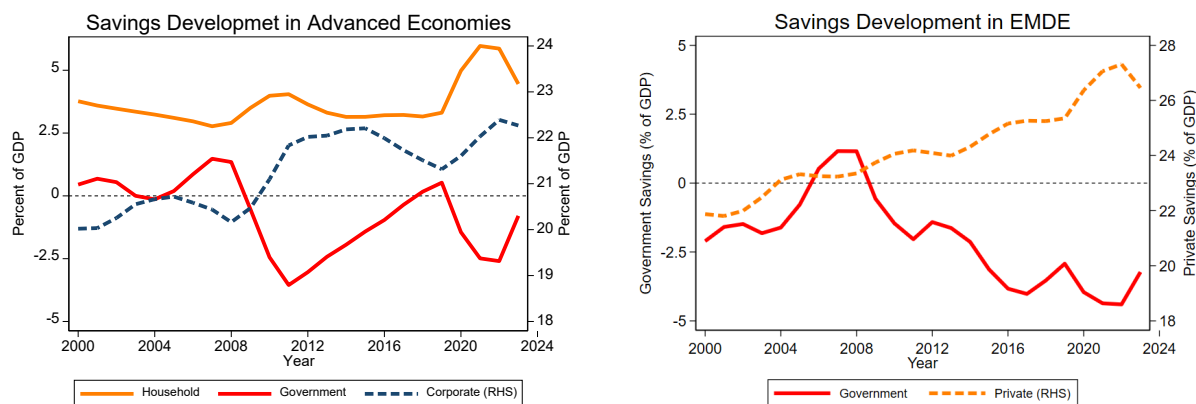 Savings Developmet in Advanced Economies
Percent of GDP
5
2.5
0
-2.5
-5
24
23
22
21
20
19
18
Percent of GDP
2000 2004 2008 2012 2016 2020 2024
Year
Household Government Corporate (RHS)
Savings Development in EMDE
Government Savings (% of GDP)
5
2.5
0
-2.5
-5
28
26
24
22
20
18
Private Savings (% of GDP)
2000 2004 2008 2012 2016 2020 2024
Year
Government Private (RHS)